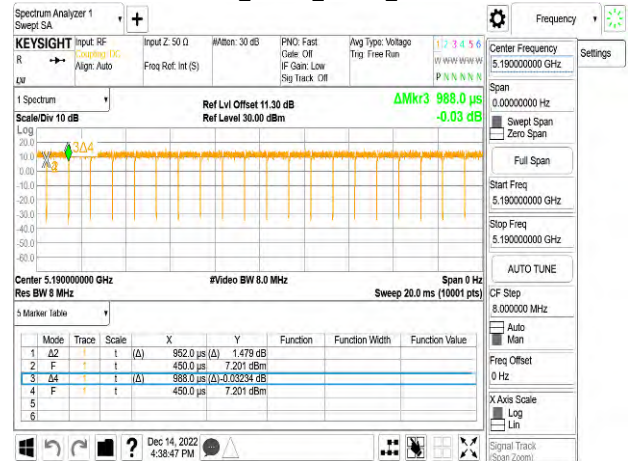 Spectrum Analyzer 1
Swept SA
+
Frequency
KEYSIGHT
R
Input: RF
Coupling: DC
Align: Auto
Input Z: 50 Ω
Freq Ref: Int (S)
#Atten: 30 dB
PNO: Fast
Gate: Off
IF Gain: Low
Sig Track: Off
Avg Type: Voltage
Trig: Free Run
1 2 3 4 5 6
W W W W W W
P N N N N N
1 Spectrum
Scale/Div 10 dB
Ref Lvl Offset 11.30 dB
Ref Level 30.00 dBm
ΔMkr3 988.0 µs
-0.03 dB
Log
20.0
10.0
0.00
-10.0
-20.0
-30.0
-40.0
-50.0
-60.0
3Δ4
Center 5.190000000 GHz
Res BW 8 MHz
#Video BW 8.0 MHz
Span 0 Hz
Sweep 20.0 ms (10001 pts)
5 Marker Table
Mode Trace Scale X Y Function Function Width Function Value
1 Δ2 1 t (Δ) 952.0 µs (Δ) 1.479 dB
2 F 1 t 450.0 µs 7.201 dBm
3 Δ4 1 t (Δ) 988.0 µs (Δ) -0.03234 dB
4 F 1 t 450.0 µs 7.201 dBm
5
6
?
Dec 14, 2022
4:38:47 PM
Center Frequency
5.190000000 GHz
Settings
Span
0.00000000 Hz
Swept Span
Zero Span
Full Span
Start Freq
5.190000000 GHz
Stop Freq
5.190000000 GHz
AUTO TUNE
CF Step
8.000000 MHz
Auto
Man
Freq Offset
0 Hz
X Axis Scale
Log
Lin
Signal Track
(Span Zoom)